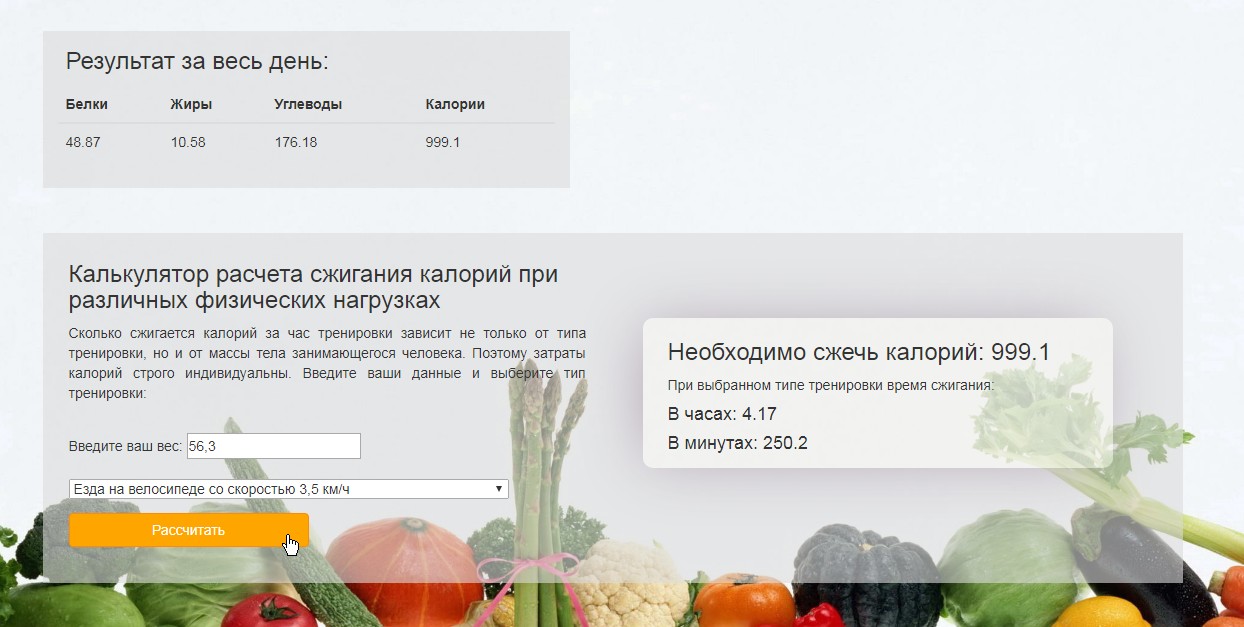 Результат за весь день:
Белки Жиры Углеводы Калории
48.87 10.58 176.18 999.1
Калькулятор расчета сжигания калорий при
различных физических нагрузках
Сколько сжигается калорий за час тренировки зависит не только от типа
тренировки, но и от массы тела занимающегося человека. Поэтому затраты
калорий строго индивидуальны. Введите ваши данные и выберите тип
тренировки:
Введите ваш вес: 56,3
Езда на велосипеде со скоростью 3,5 км/ч
Рассчитать
Необходимо сжечь калорий: 999.1
При выбранном типе тренировки время сжигания:
В часах: 4.17
В минутах: 250.2